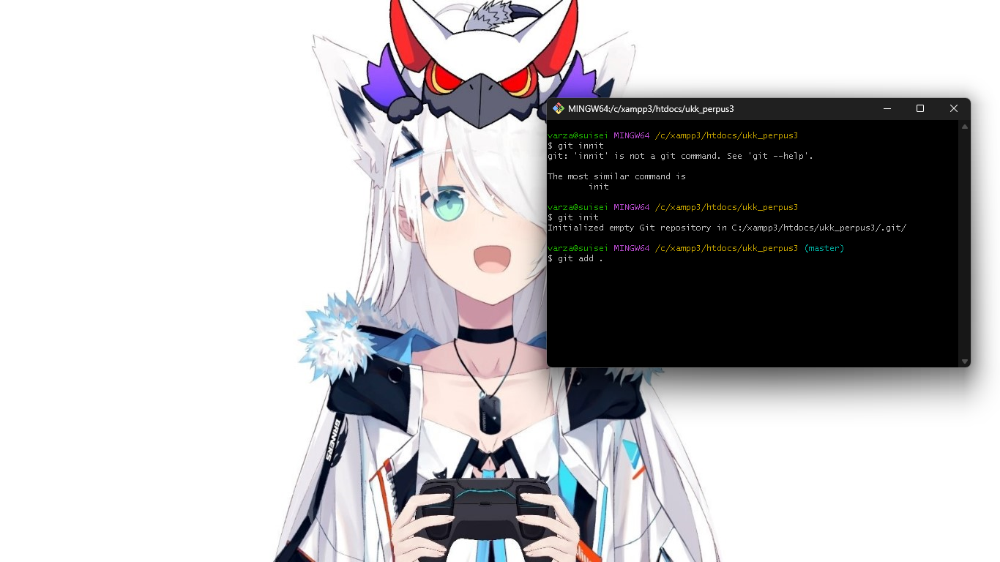 MINGW64:/c/xampp3/htdocs/ukk_perpus3
varza@suisei MINGW64 /c/xampp3/htdocs/ukk_perpus3
$ git innit
git: 'innit' is not a git command. See 'git --help'.
The most similar command is
init
varza@suisei MINGW64 /c/xampp3/htdocs/ukk_perpus3
$ git init
Initialized empty Git repository in C:/xampp3/htdocs/ukk_perpus3/.git/
varza@suisei MINGW64 /c/xampp3/htdocs/ukk_perpus3 (master)
$ git add .